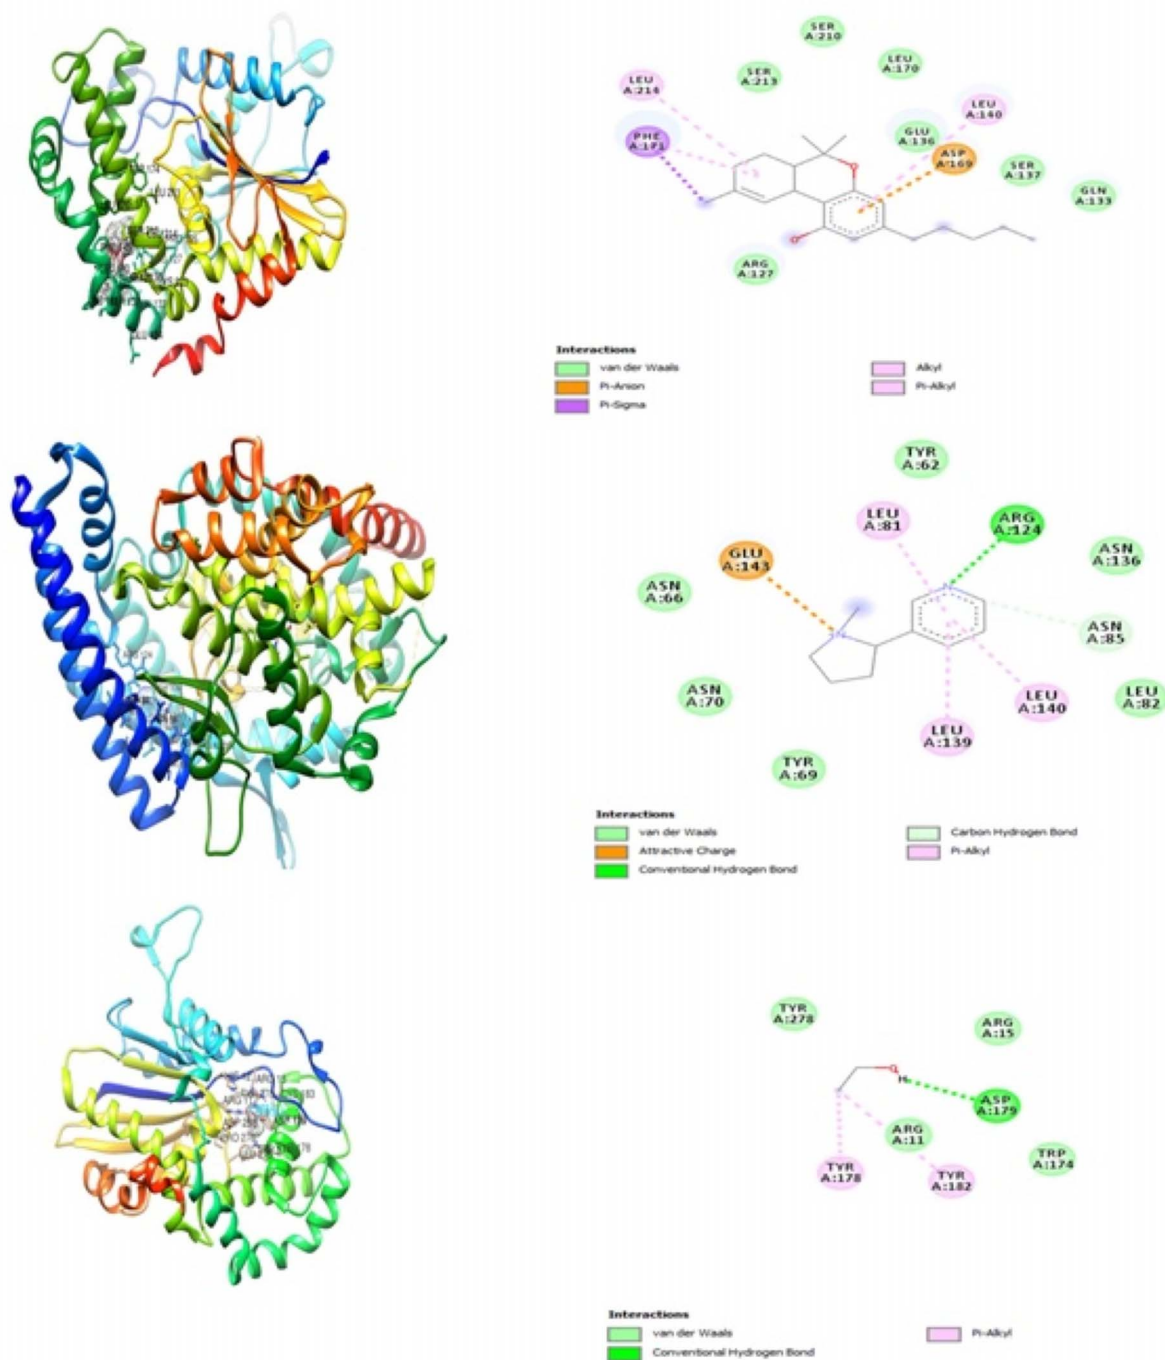 SER
A:210
LEU
A:170
SER
A:213
LEU
A:214
LEU
A:140
PHE
A:171
GLU
A:136
ASP
A:169
SER
A:137
GLN
A:133
ARG
A:127
O
O
Interactions
van der Waals
Pi-Anion
Pi-Sigma
Alkyl
Pi-Alkyl
TYR
A:62
LEU
A:81
ARG
A:124
GLU
A:143
ASN
A:136
ASN
A:66
ASN
A:85
ASN
A:70
LEU
A:140
LEU
A:82
LEU
A:139
TYR
A:69
Interactions
van der Waals
Attractive Charge
Conventional Hydrogen Bond
Carbon Hydrogen Bond
Pi-Alkyl
TYR
A:278
ARG
A:15
O
H
ASP
A:179
ARG
A:11
TRP
A:174
TYR
A:178
TYR
A:182
Interactions
van der Waals
Conventional Hydrogen Bond
Pi-Alkyl